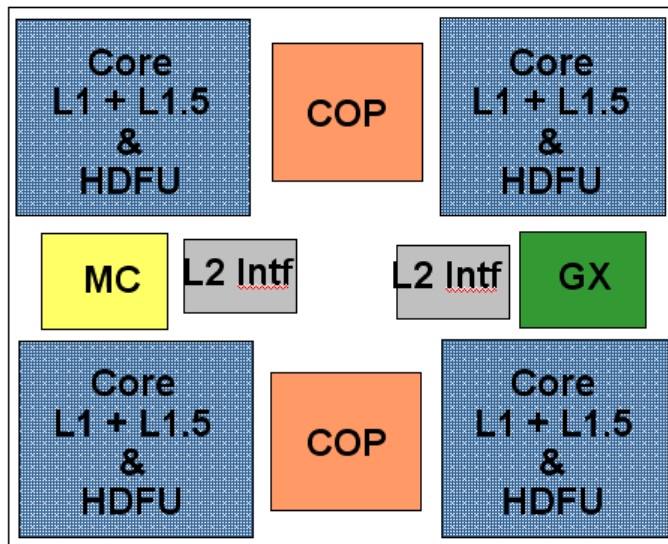 Core
L1 + L1.5
&
HDFU
COP
Core
L1 + L1.5
&
HDFU
MC
L2 Intf
L2 Intf
GX
Core
L1 + L1.5
&
HDFU
COP
Core
L1 + L1.5
&
HDFU